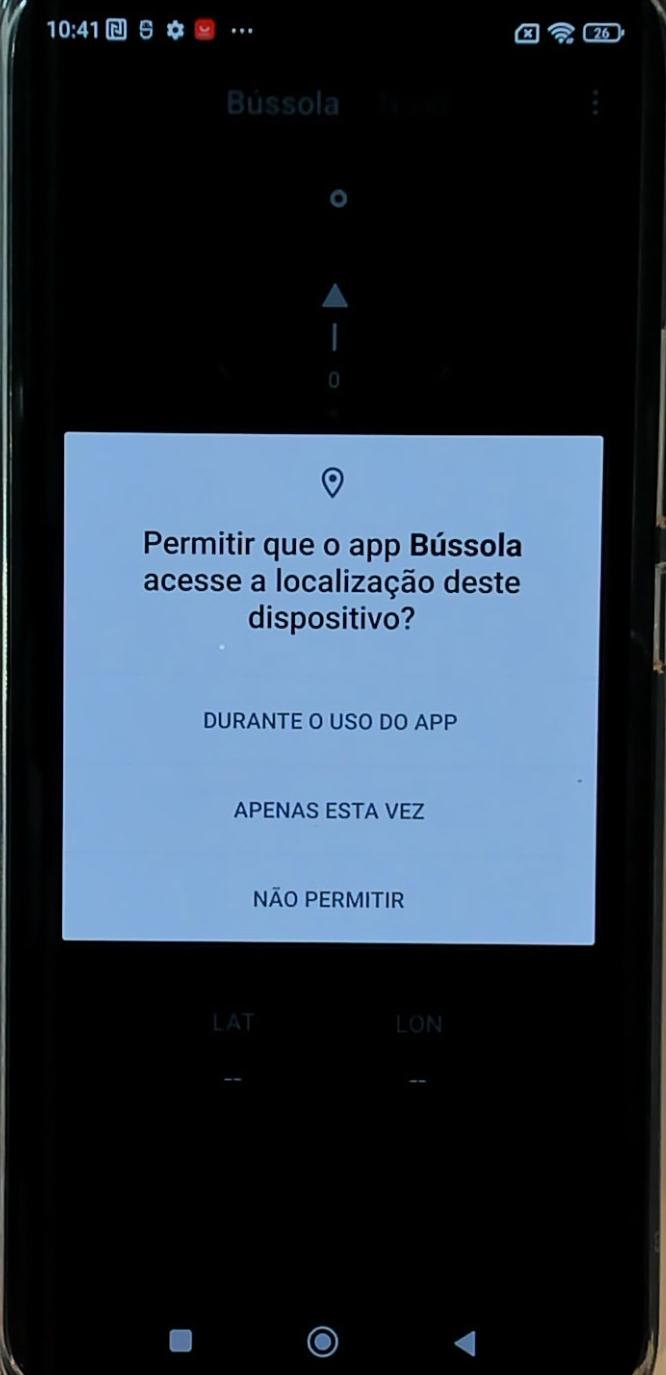 10:41
26
Bússola
0
Permitir que o app Bússola
acesse a localização deste
dispositivo?
DURANTE O USO DO APP
APENAS ESTA VEZ
NÃO PERMITIR
LAT LON
-- --